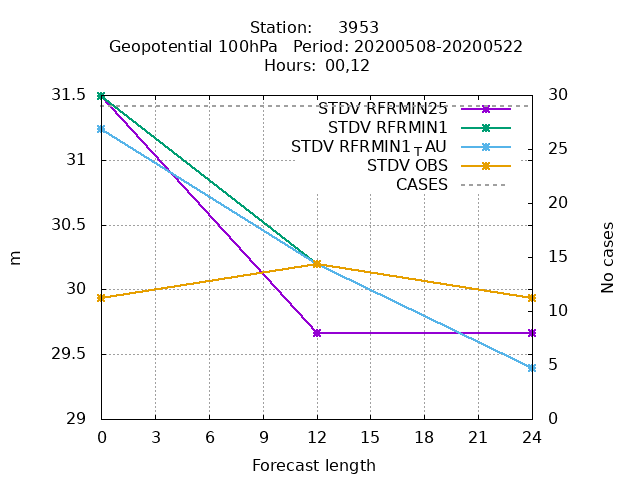 Station: 3953
Geopotential 100hPa Period: 20200508-20200522
Hours: 00,12
31.5
31
30.5
30
29.5
29
30
25
20
15
10
5
0
STDV RFRMIN25
STDV RFRMIN1
STDV RFRMIN1TAU
STDV OBS
CASES
m
No cases
0 3 6 9 12 15 18 21 24
Forecast length